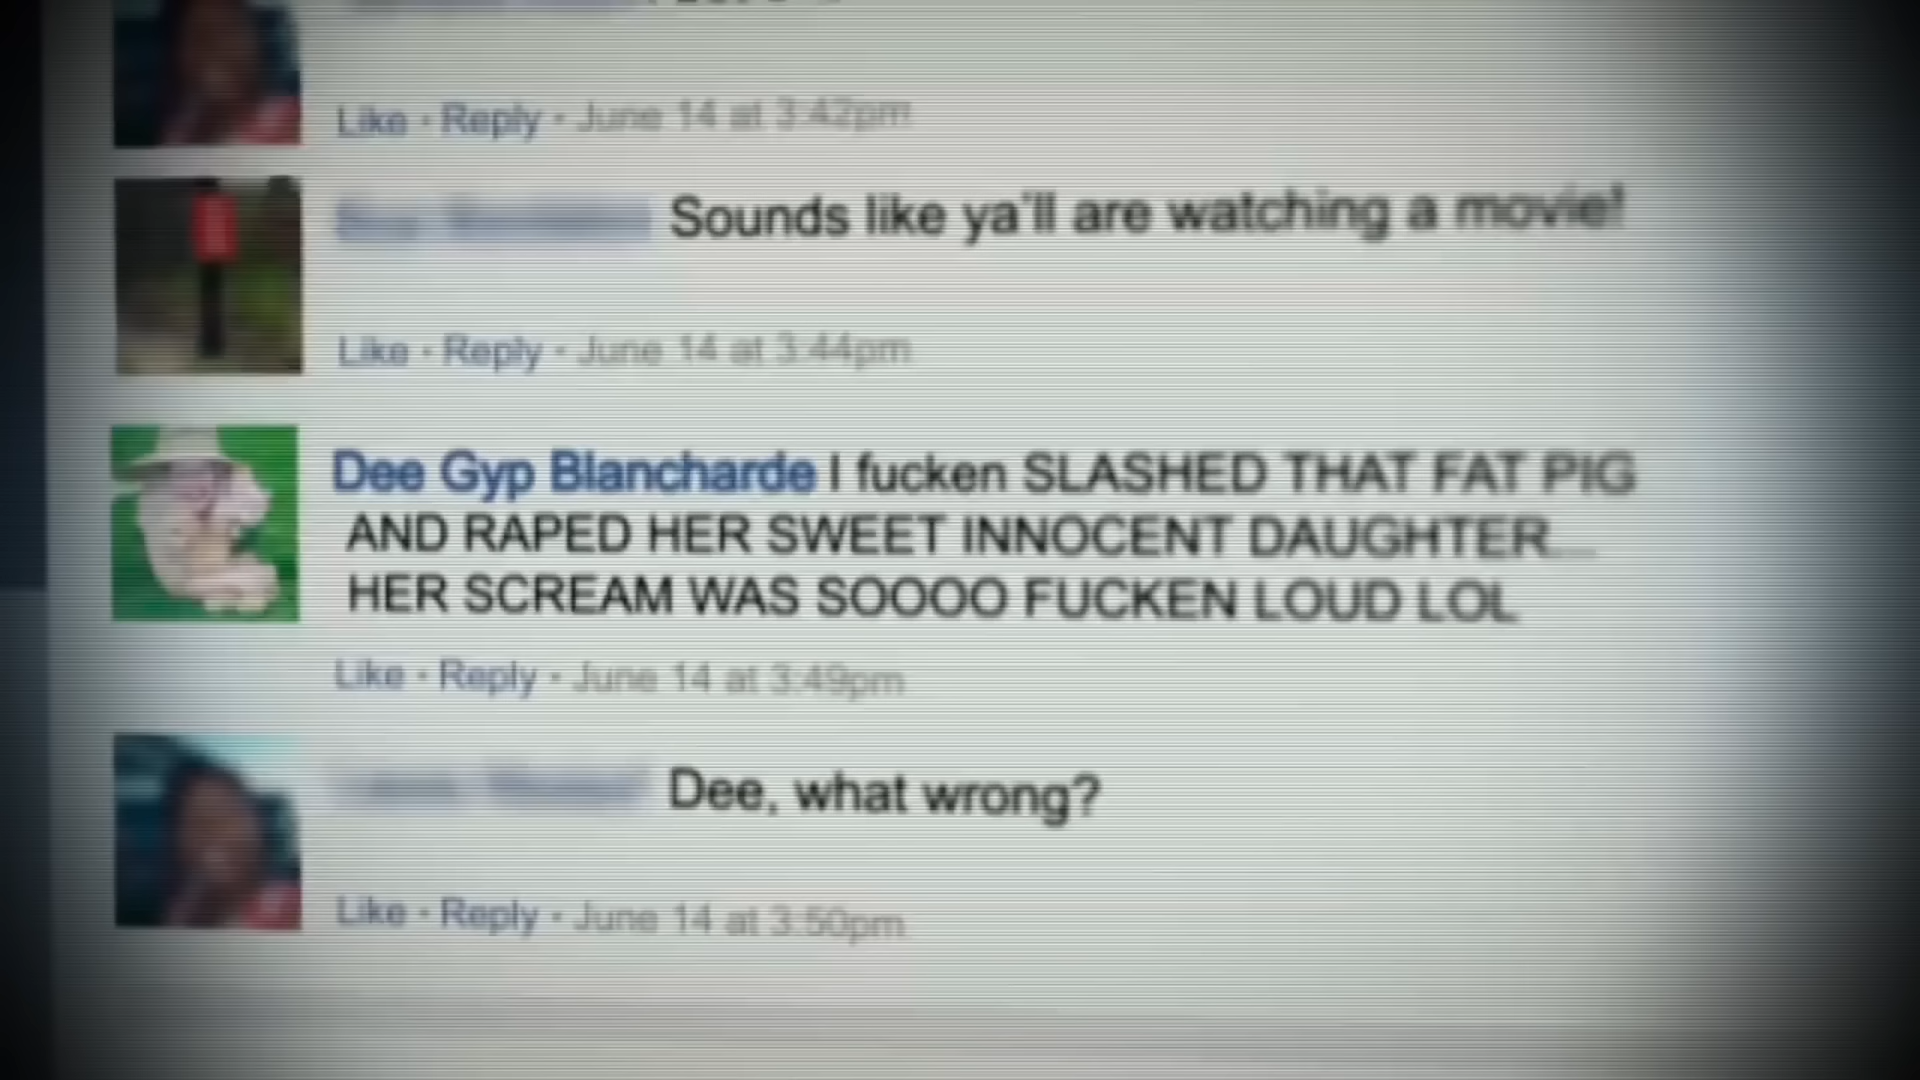 Like · Reply · June 14 at 3:42pm
Sounds like ya'll are watching a movie!
Like · Reply · June 14 at 3:44pm
Dee Gyp Blancharde I fucken SLASHED THAT FAT PIG
AND RAPED HER SWEET INNOCENT DAUGHTER...
HER SCREAM WAS SOOOO FUCKEN LOUD LOL
Like · Reply · June 14 at 3:49pm
Dee, what wrong?
Like · Reply · June 14 at 3:50pm